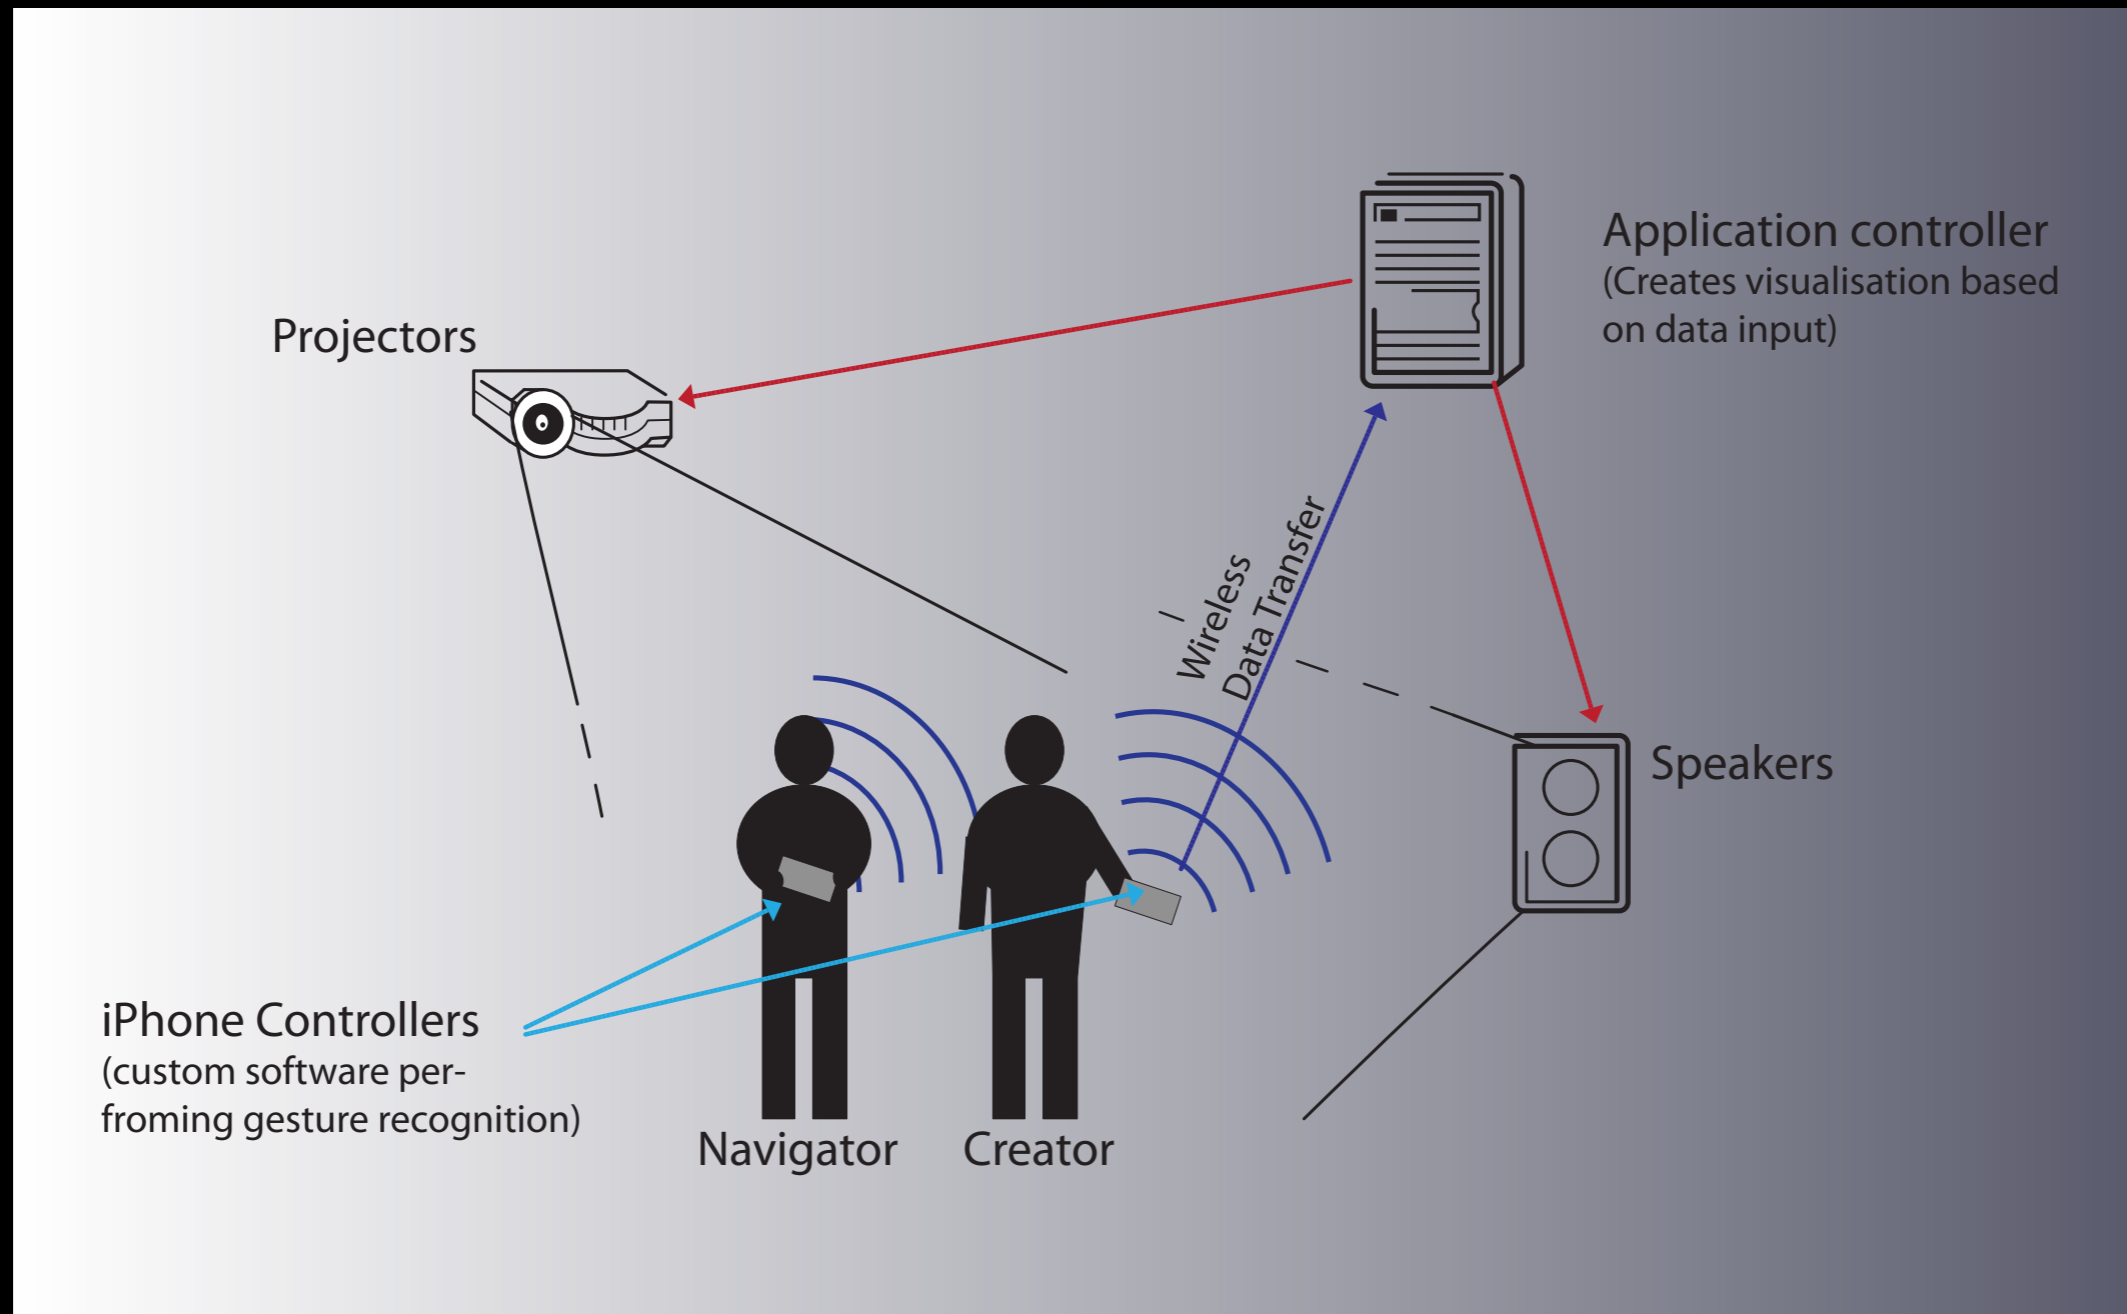 Application controller
(Creates visualisation based
on data input)
Projectors
Wireless
Data Transfer
Speakers
iPhone Controllers
(custom software per-
froming gesture recognition)
Navigator
Creator